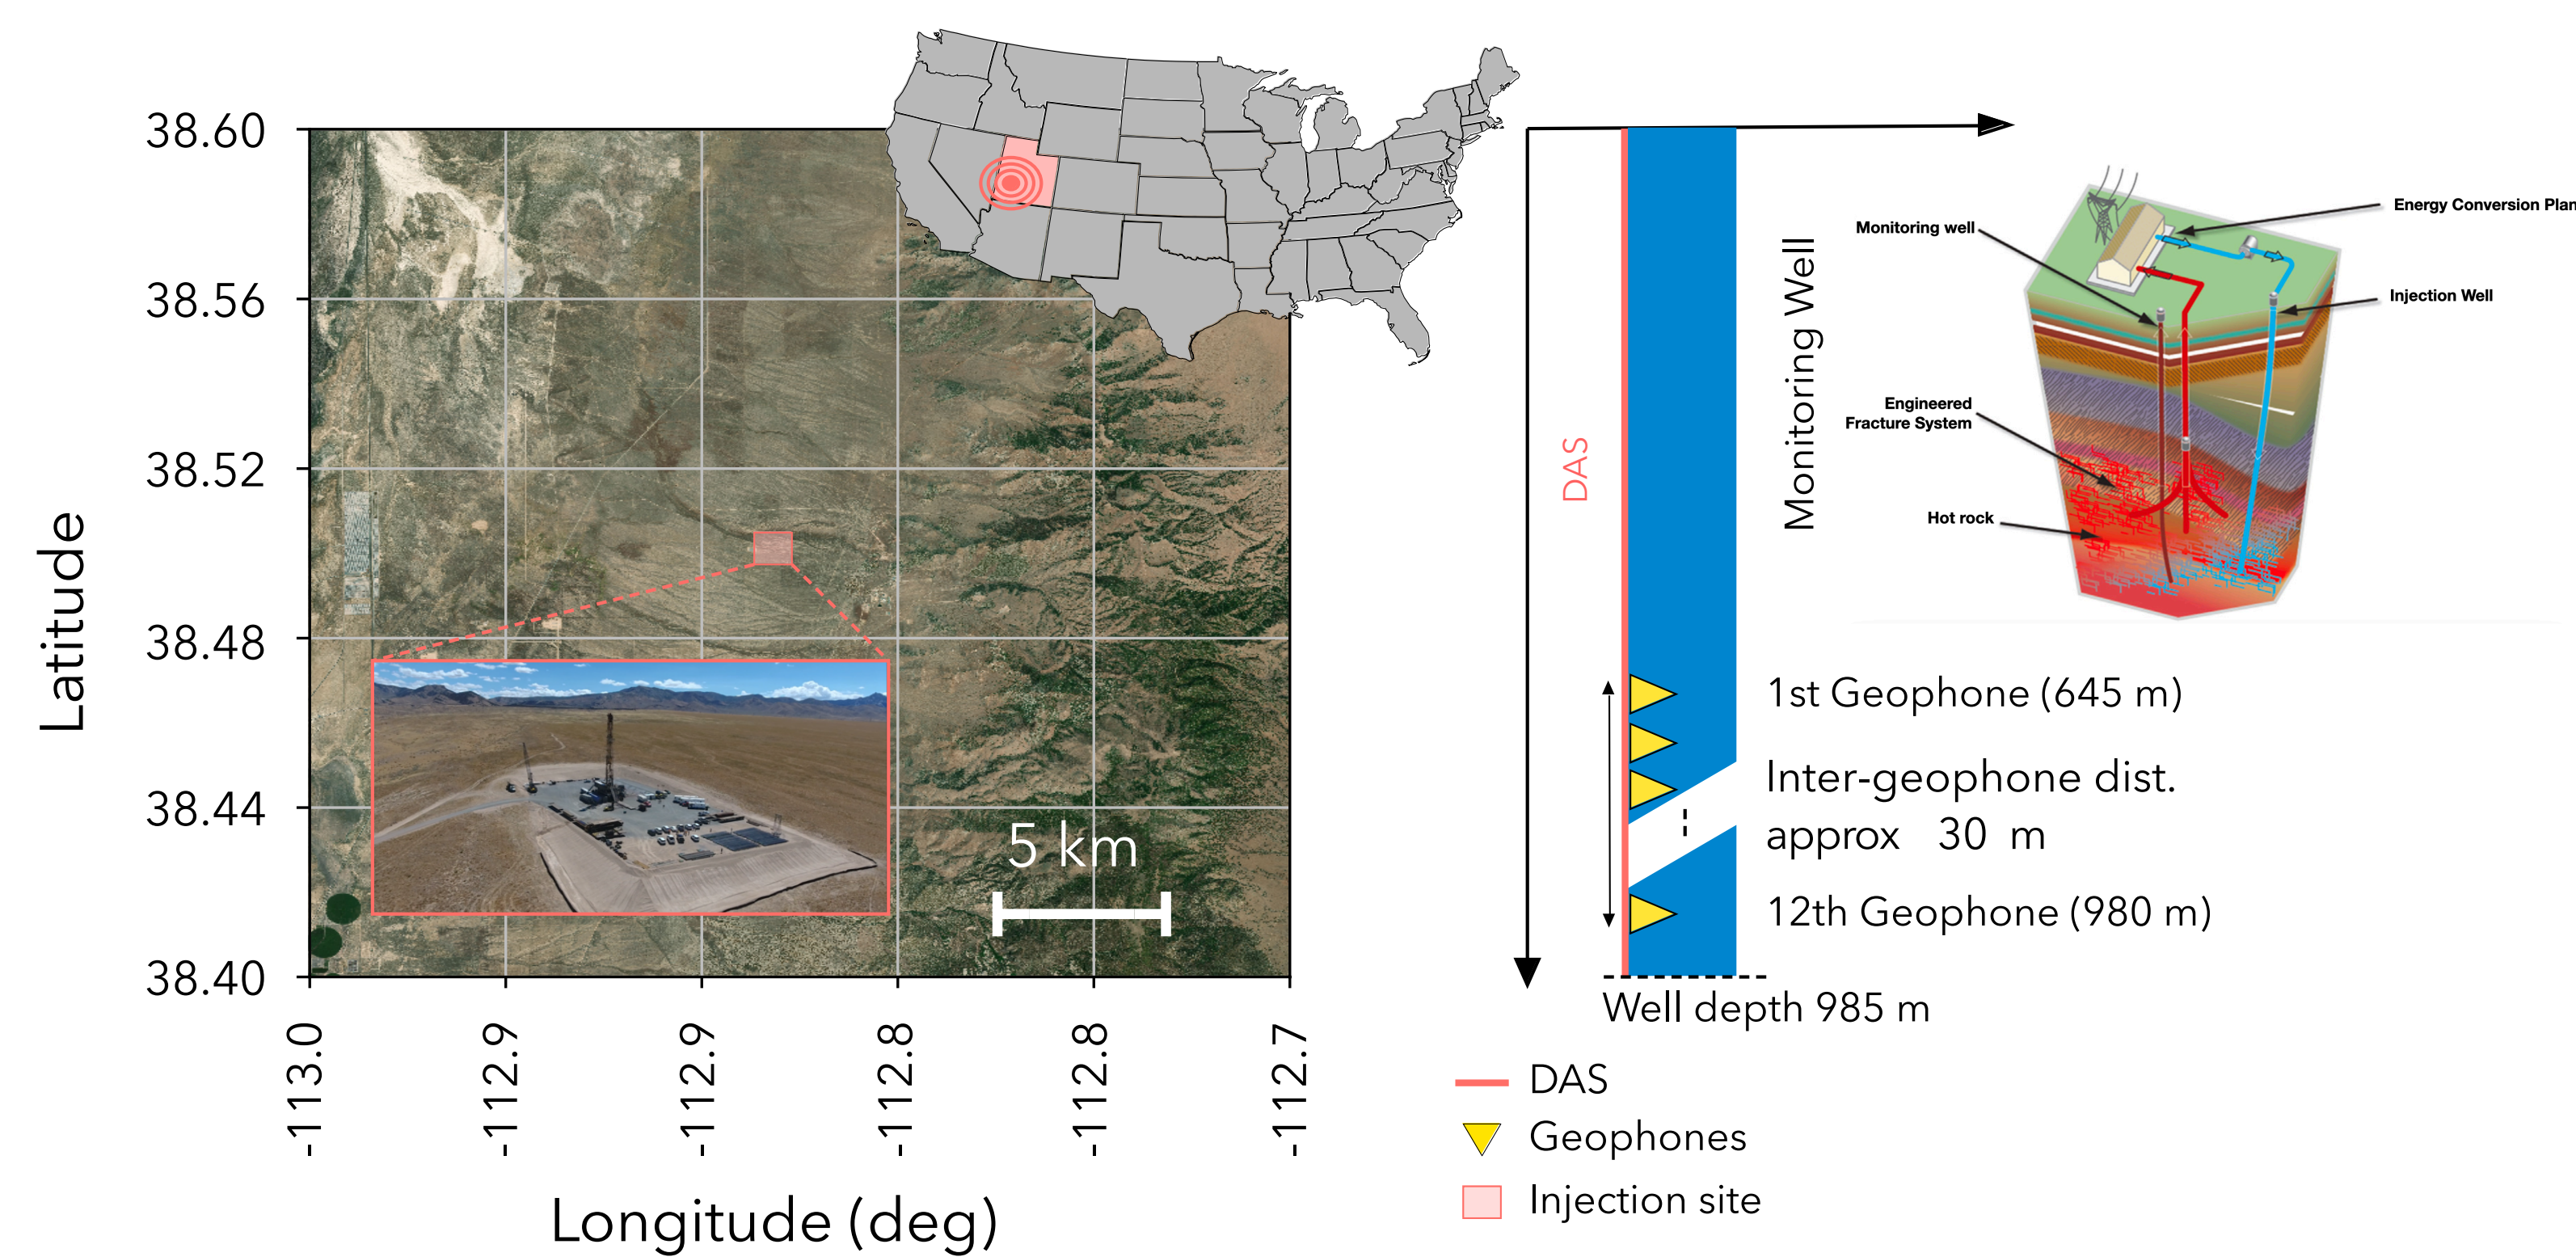 38.60
38.56
38.52
38.48
38.44
38.40
Latitude
-113.0
-112.9
-112.9
-112.8
-112.8
-112.7
Longitude (deg)
5 km
DAS
Monitoring Well
1st Geophone (645 m)
Inter-geophone dist.
approx 30 m
12th Geophone (980 m)
Well depth 985 m
DAS
Geophones
Injection site
Energy Conversion Plan
Monitoring well
Injection Well
Engineered
Fracture System
Hot rock